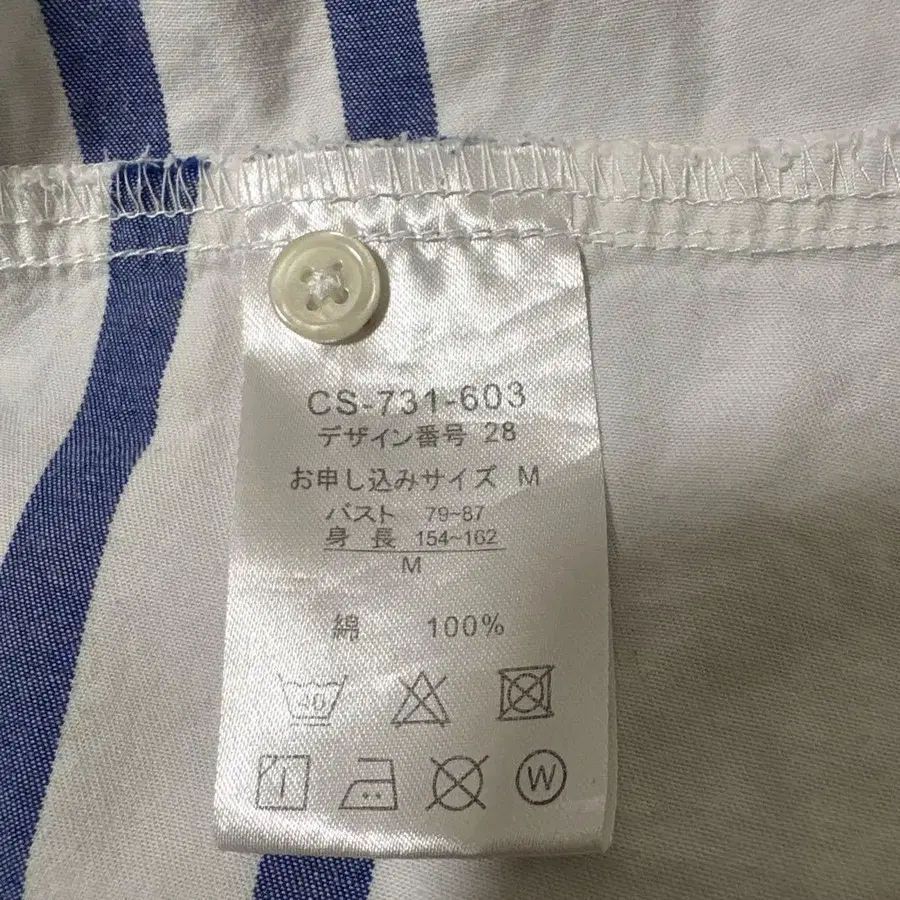 CS-731-603
デザイン番号 28
お申し込みサイズ M
バスト 79~87
身 長 154~162
M
綿 100%
40
W